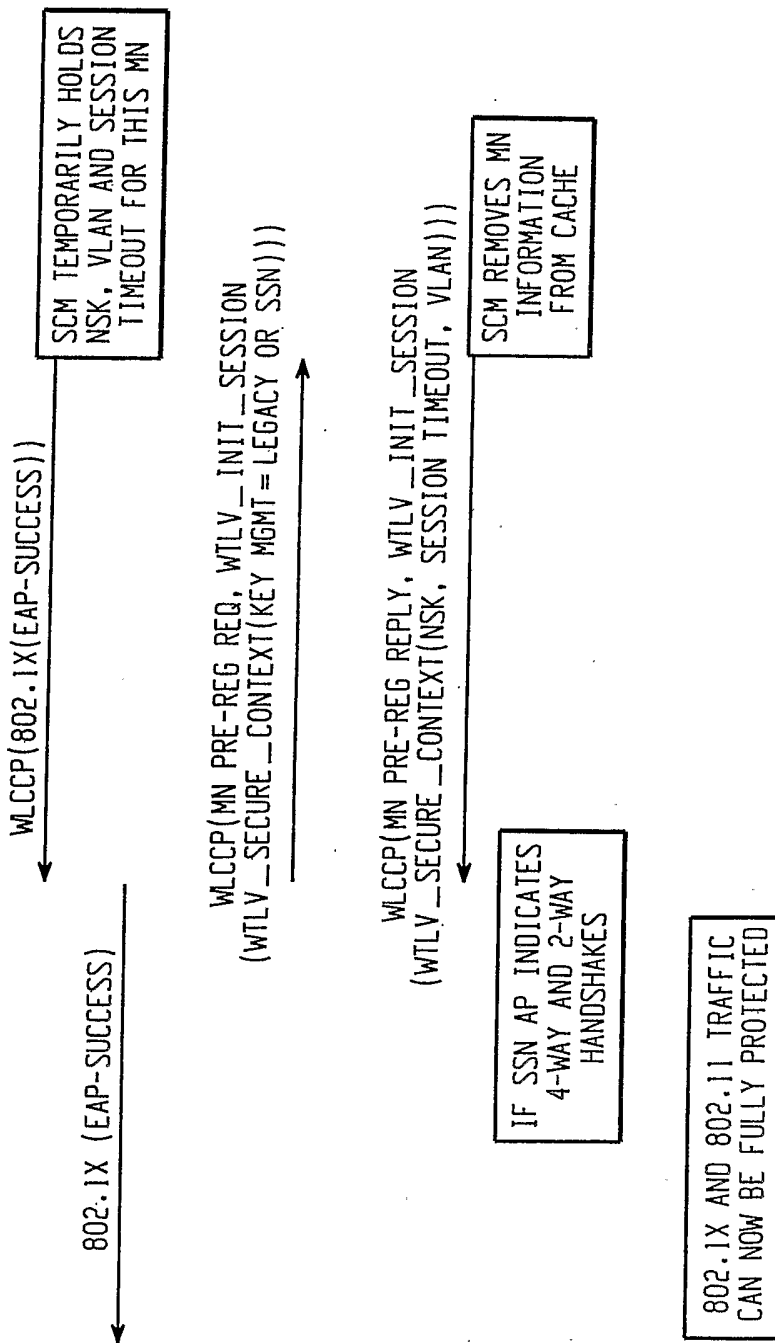 WLCCP(802.1X(EAP-SUCCESS))
SCM TEMPORARILY HOLDS
NSK, VLAN AND SESSION
TIMEOUT FOR THIS MN
802.1X (EAP-SUCCESS)
WLCCP(MN PRE-REG REQ, WTLV_INIT_SESSION
(WTLV_SECURE_CONTEXT(KEY MGMT=LEGACY OR SSN)))
WLCCP(MN PRE-REG REPLY, WTLV_INIT_SESSION
(WTLV_SECURE_CONTEXT(NSK, SESSION TIMEOUT, VLAN)))
SCM REMOVES MN
INFORMATION
FROM CACHE
IF SSN AP INDICATES
4-WAY AND 2-WAY
HANDSHAKES
802.1X AND 802.11 TRAFFIC
CAN NOW BE FULLY PROTECTED